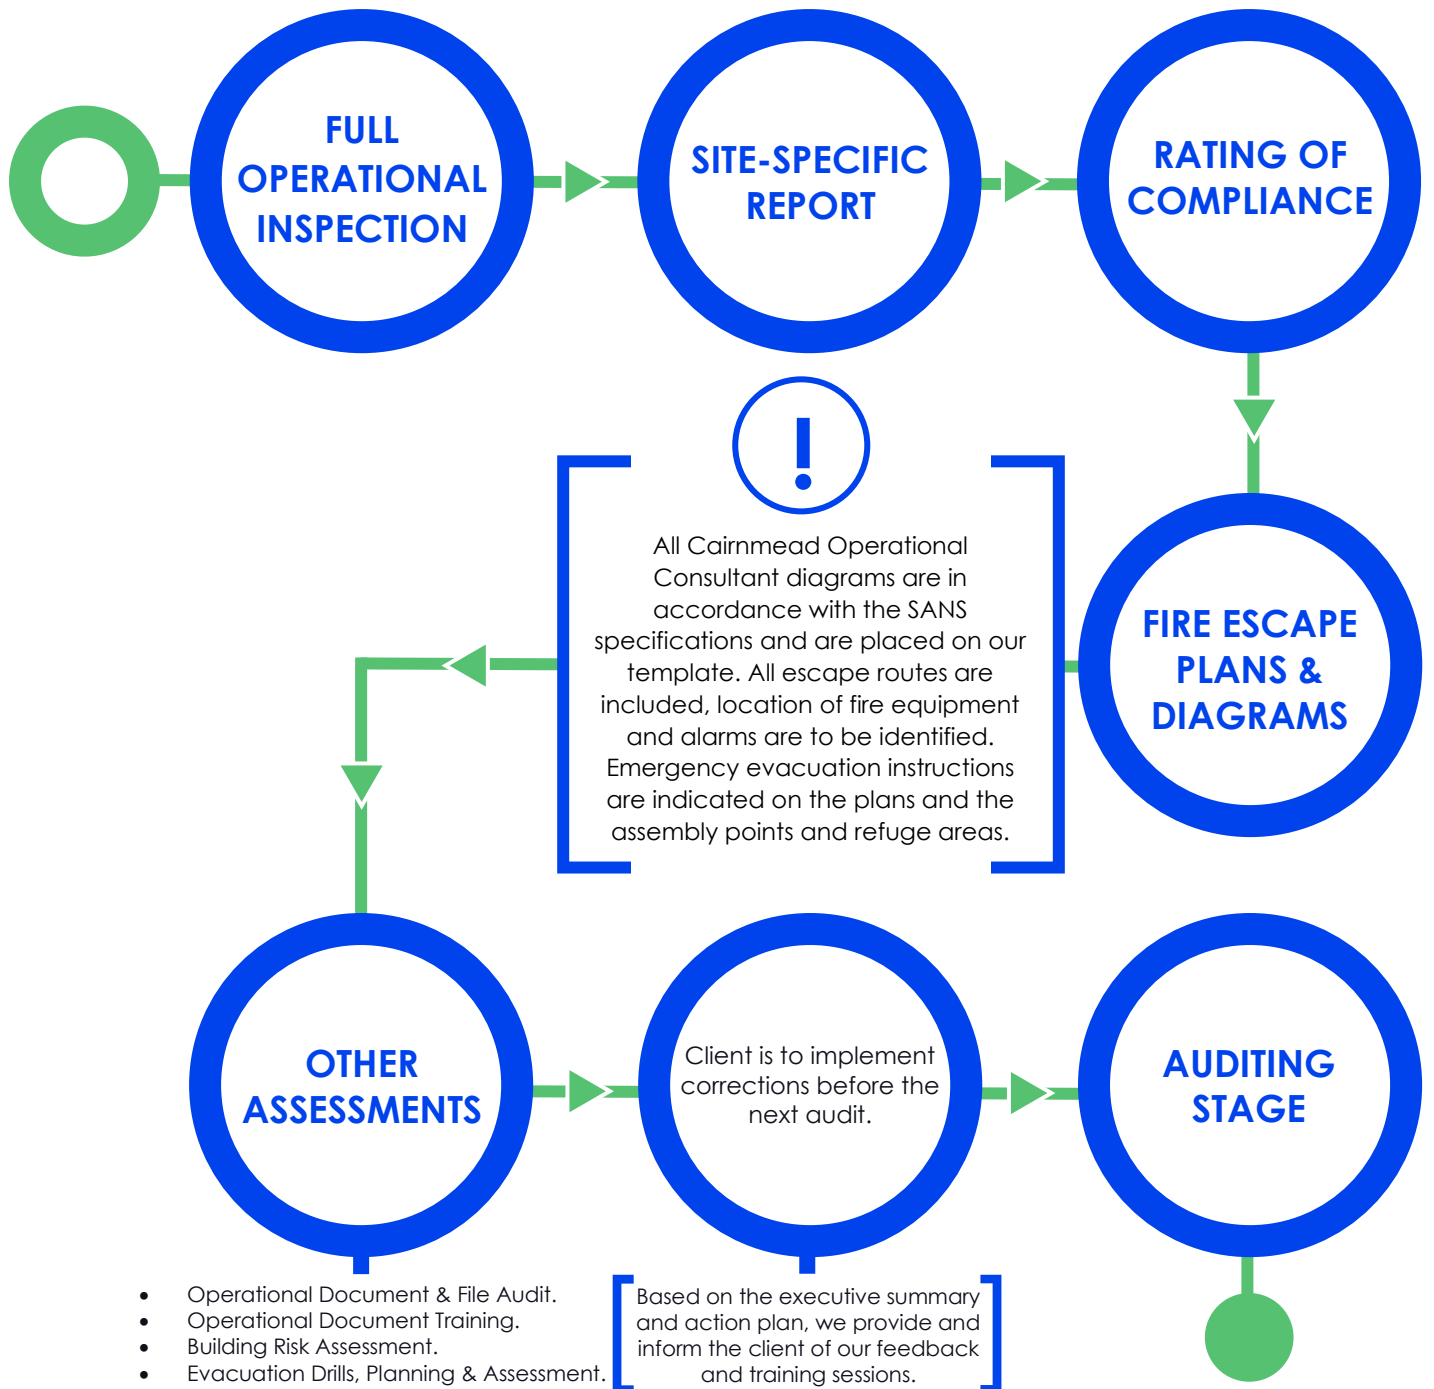 FULL
OPERATIONAL
INSPECTION
SITE-SPECIFIC
REPORT
RATING OF
COMPLIANCE
FIRE ESCAPE
PLANS &
DIAGRAMS
!
All Cairnmead Operational
Consultant diagrams are in
accordance with the SANS
specifications and are placed on our
template. All escape routes are
included, location of fire equipment
and alarms are to be identified.
Emergency evacuation instructions
are indicated on the plans and the
assembly points and refuge areas.
OTHER
ASSESSMENTS
• Operational Document & File Audit.
• Operational Document Training.
• Building Risk Assessment.
• Evacuation Drills, Planning & Assessment.
Client is to implement
corrections before the
next audit.
Based on the executive summary
and action plan, we provide and
inform the client of our feedback
and training sessions.
AUDITING
STAGE